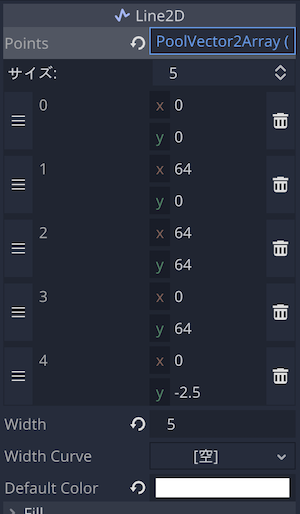 Line2D
Points PoolVector2Array (
サイズ: 5
0 x 0
y 0
1 x 64
y 0
2 x 64
y 64
3 x 0
y 64
4 x 0
y -2.5
Width 5
Width Curve [空]
Default Color
Fill